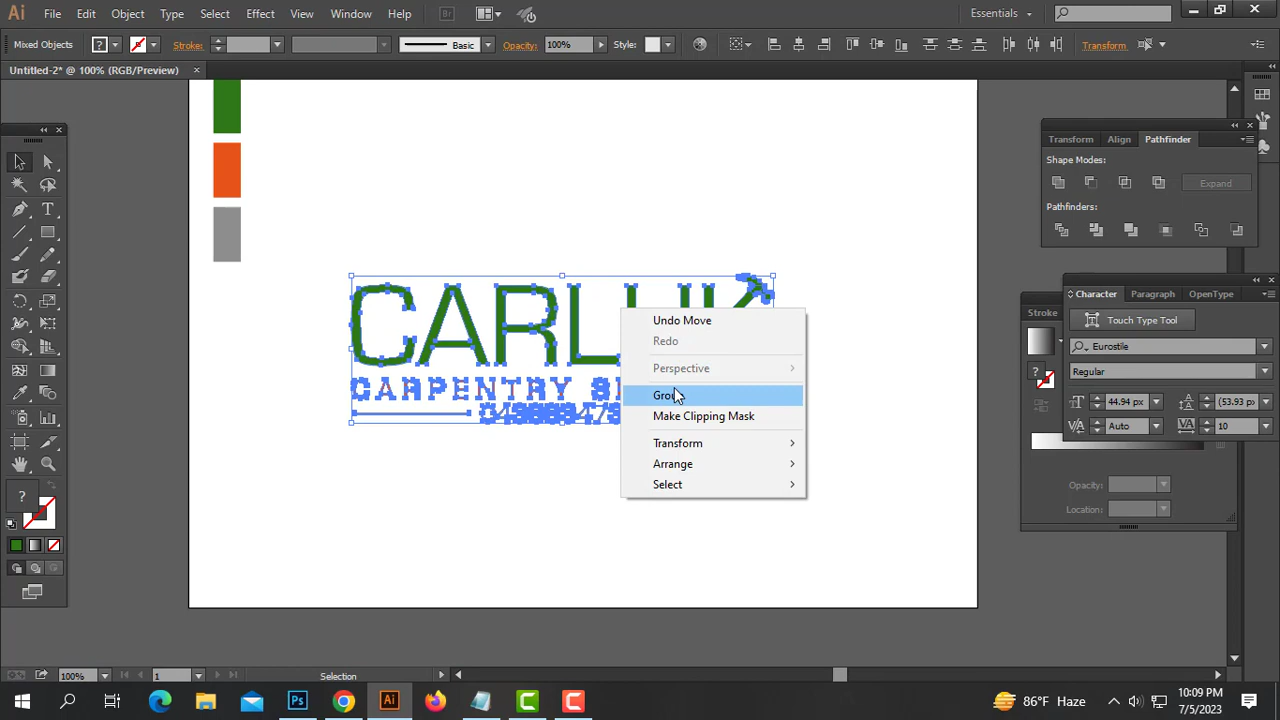 Ai File Edit Object Type Select Effect View Window Help Br Essentials
Mixed Objects ? Stroke: Basic Opacity: 100% Style: Transform
Untitled-2* @ 100% (RGB/Preview) ×
Transform Align Pathfinder
Shape Modes:
Expand
Pathfinders:
Character Paragraph OpenType
Stroke
Touch Type Tool
Eurostile
Regular
44.94 px (53.93 px)
Auto 10
Opacity:
Location:
CARL
CARPENTRY
Undo Move
Redo
Perspective
Group
Make Clipping Mask
Transform
Arrange
Select
100% 1 Selection
Ps Ai 86°F Haze 10:09 PM
7/5/2023